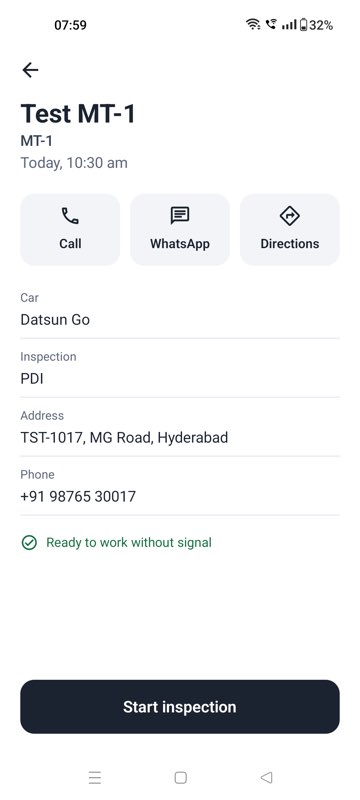 07:59
32%
Test MT-1
MT-1
Today, 10:30 am
Call
WhatsApp
Directions
Car
Datsun Go
Inspection
PDI
Address
TST-1017, MG Road, Hyderabad
Phone
+91 98765 30017
Ready to work without signal
Start inspection